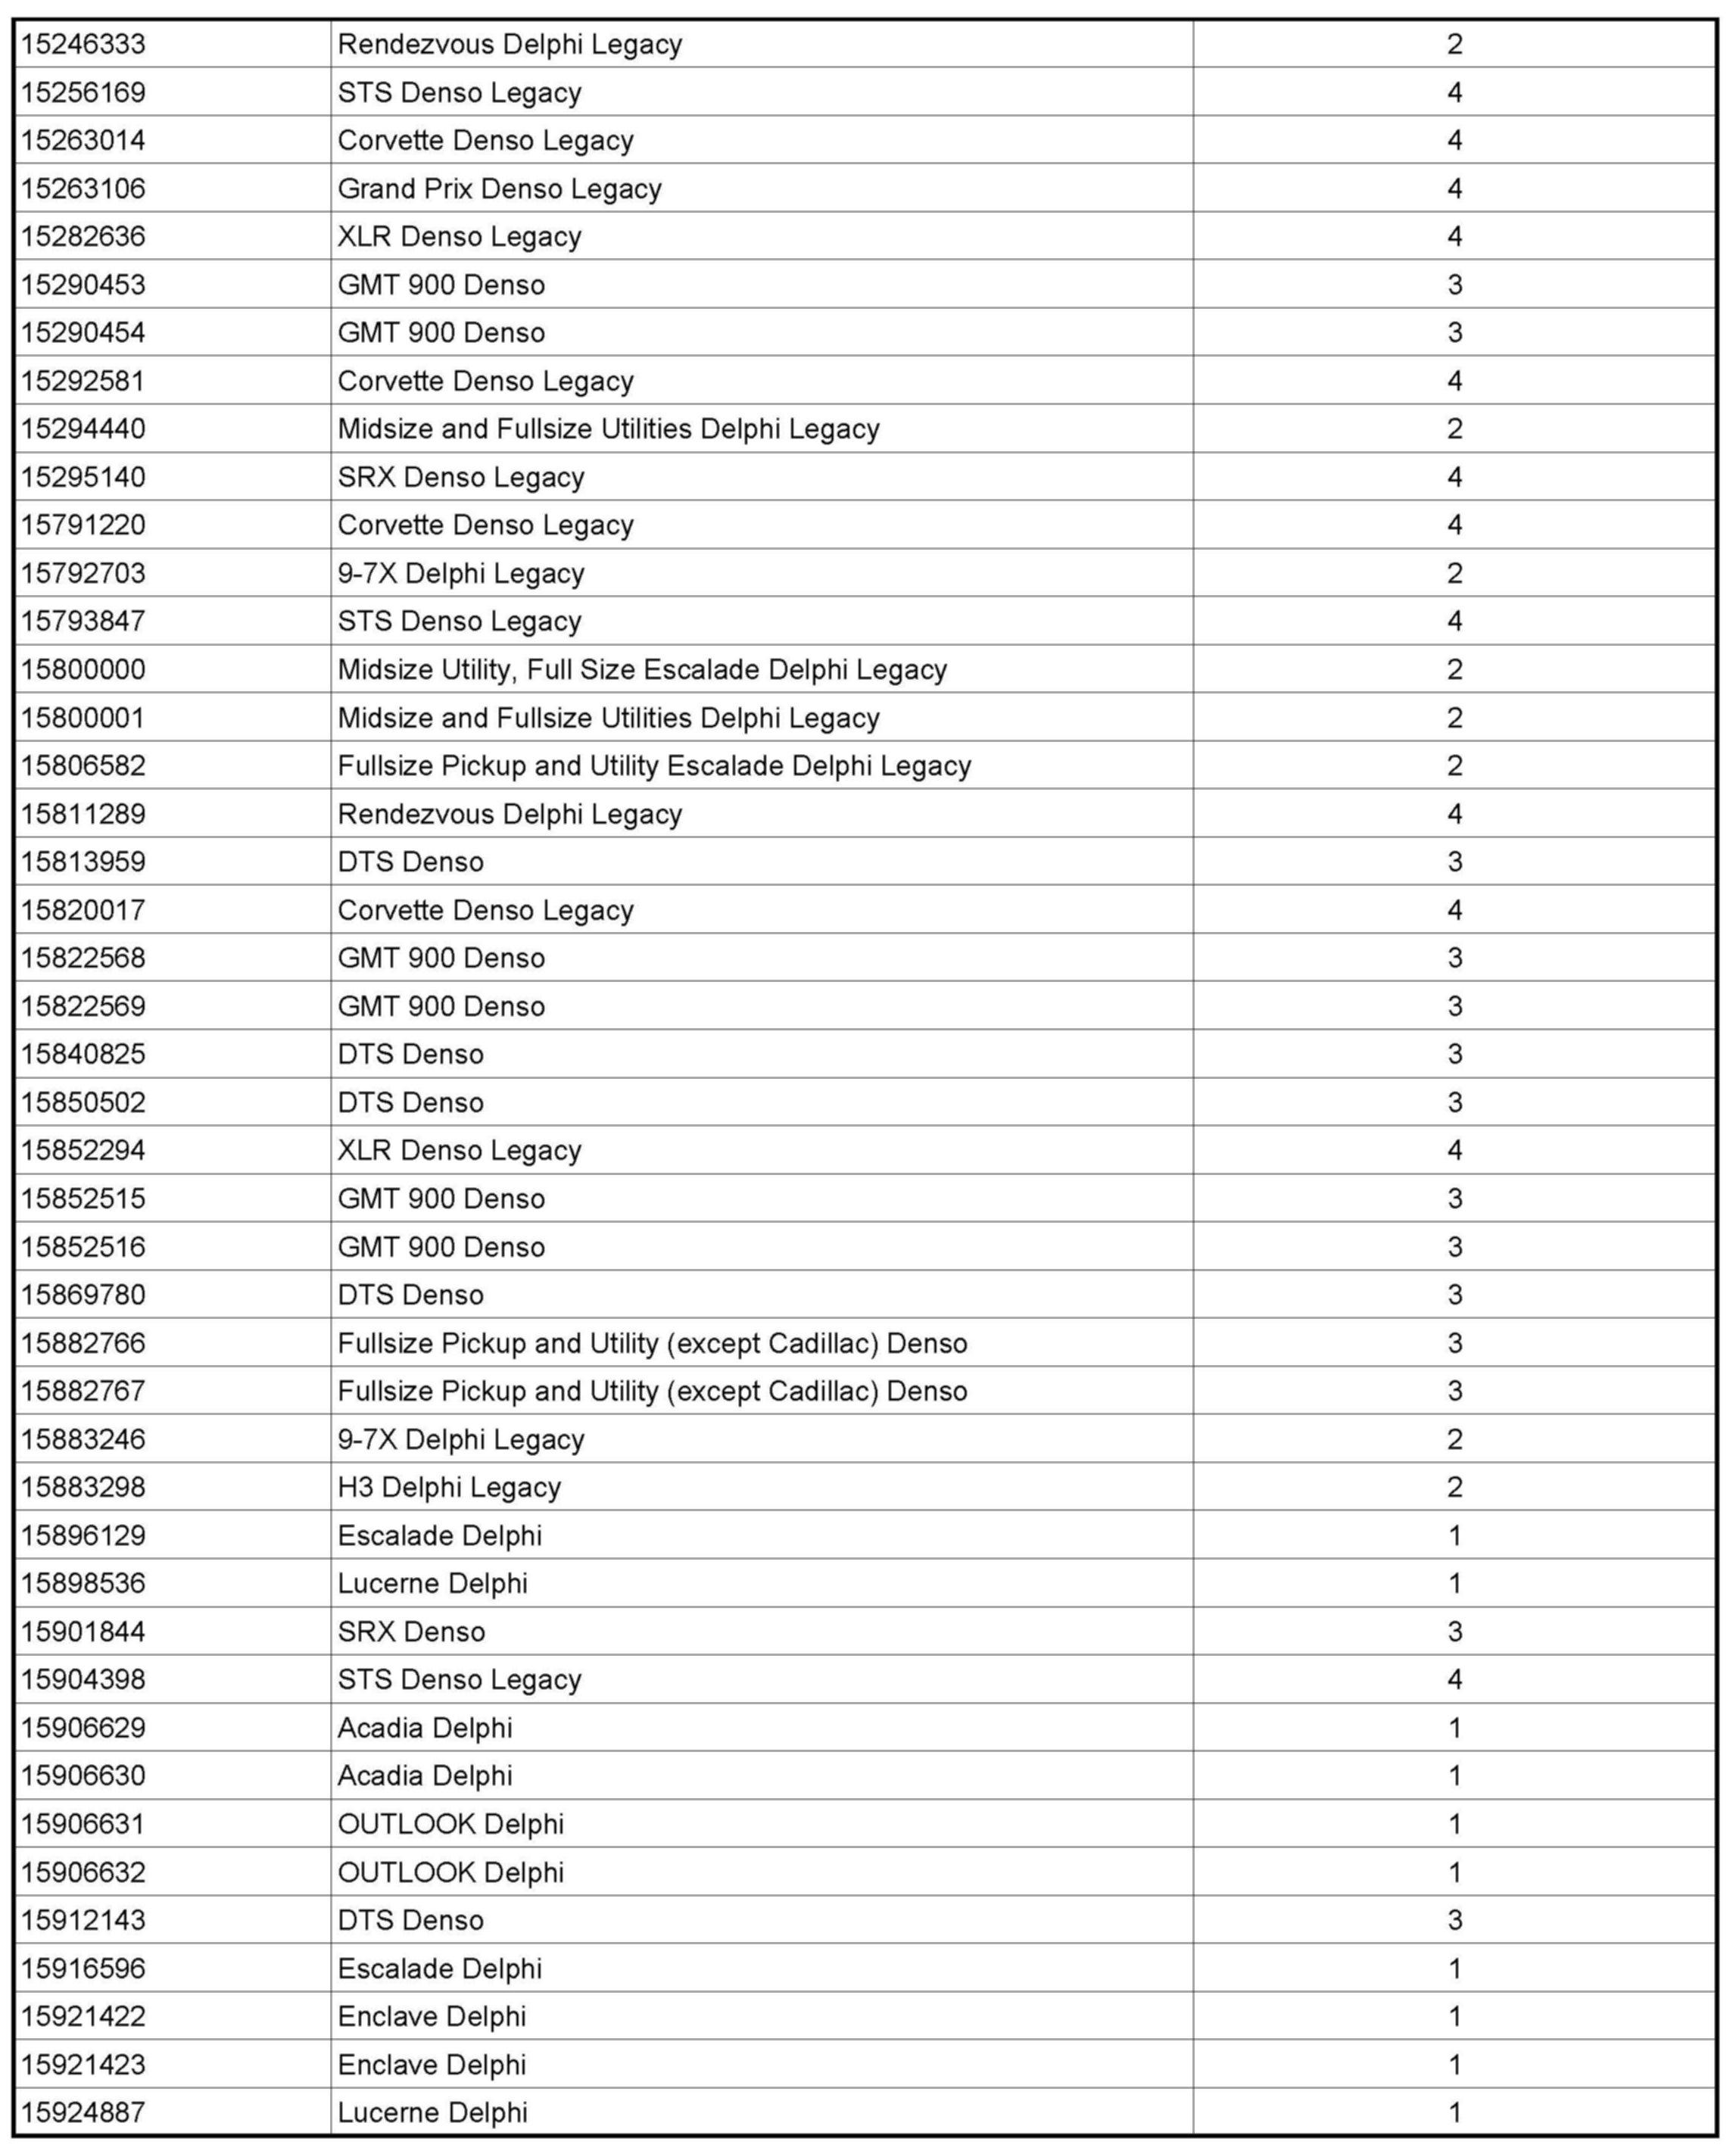 15246333 Rendezvous Delphi Legacy 2
15256169 STS Denso Legacy 4
15263014 Corvette Denso Legacy 4
15263106 Grand Prix Denso Legacy 4
15282636 XLR Denso Legacy 4
15290453 GMT 900 Denso 3
15290454 GMT 900 Denso 3
15292581 Corvette Denso Legacy 4
15294440 Midsize and Fullsize Utilities Delphi Legacy 2
15295140 SRX Denso Legacy 4
15791220 Corvette Denso Legacy 4
15792703 9-7X Delphi Legacy 2
15793847 STS Denso Legacy 4
15800000 Midsize Utility, Full Size Escalade Delphi Legacy 2
15800001 Midsize and Fullsize Utilities Delphi Legacy 2
15806582 Fullsize Pickup and Utility Escalade Delphi Legacy 2
15811289 Rendezvous Delphi Legacy 4
15813959 DTS Denso 3
15820017 Corvette Denso Legacy 4
15822568 GMT 900 Denso 3
15822569 GMT 900 Denso 3
15840825 DTS Denso 3
15850502 DTS Denso 3
15852294 XLR Denso Legacy 4
15852515 GMT 900 Denso 3
15852516 GMT 900 Denso 3
15869780 DTS Denso 3
15882766 Fullsize Pickup and Utility (except Cadillac) Denso 3
15882767 Fullsize Pickup and Utility (except Cadillac) Denso 3
15883246 9-7X Delphi Legacy 2
15883298 H3 Delphi Legacy 2
15896129 Escalade Delphi 1
15898536 Lucerne Delphi 1
15901844 SRX Denso 3
15904398 STS Denso Legacy 4
15906629 Acadia Delphi 1
15906630 Acadia Delphi 1
15906631 OUTLOOK Delphi 1
15906632 OUTLOOK Delphi 1
15912143 DTS Denso 3
15916596 Escalade Delphi 1
15921422 Enclave Delphi 1
15921423 Enclave Delphi 1
15924887 Lucerne Delphi 1